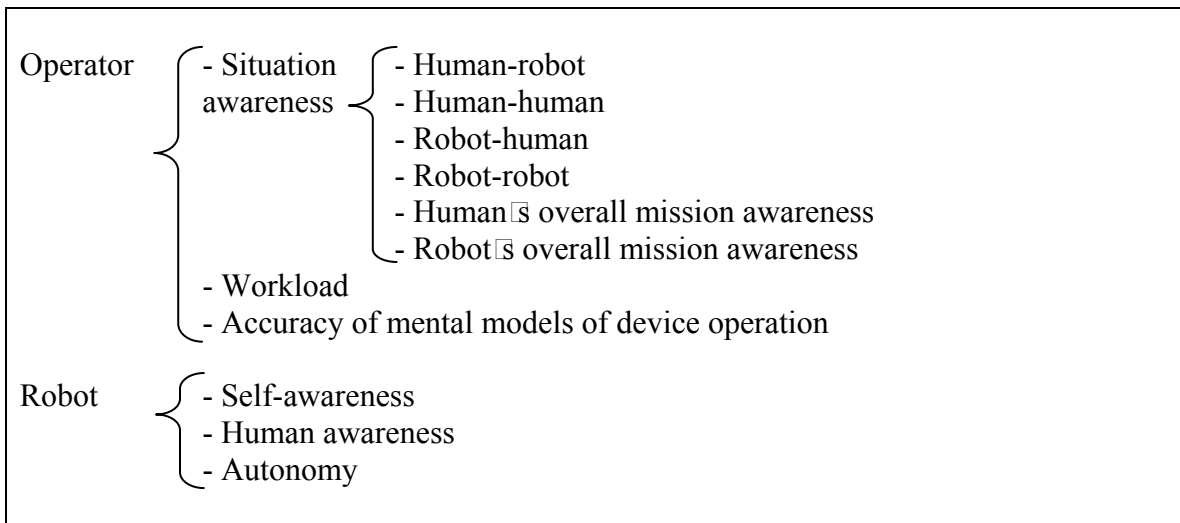 Operator
- Situation
awareness
- Human-robot
- Human-human
- Robot-human
- Robot-robot
- Human□s overall mission awareness
- Robot□s overall mission awareness
- Workload
- Accuracy of mental models of device operation
Robot
- Self-awareness
- Human awareness
- Autonomy